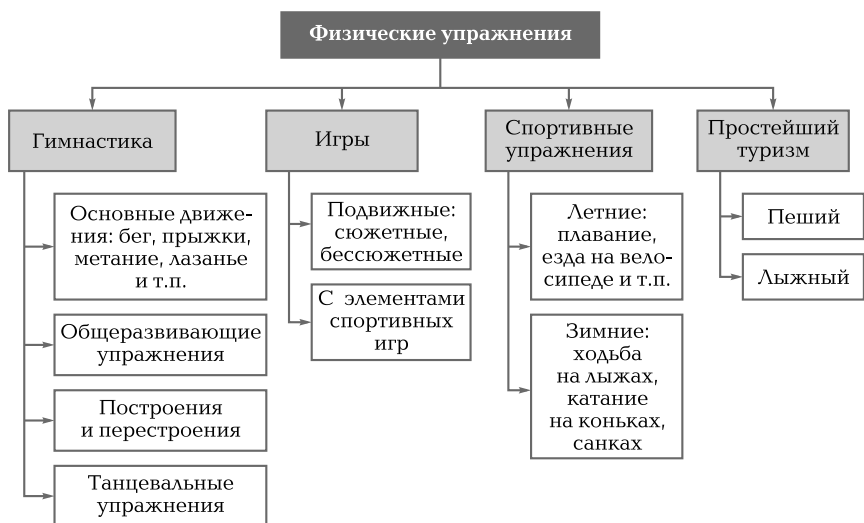 Физические упражнения
Гимнастика
Основные движе-
ния: бег, прыжки,
метание, лазанье
и т.п.
Общеразвивающие
упражнения
Построения
и перестроения
Танцевальные
упражнения
Игры
Подвижные:
сюжетные,
бессюжетные
С элементами
спортивных
игр
Спортивные
упражнения
Летние:
плавание,
езда на вело-
сипеде и т.п.
Зимние:
ходьба
на лыжах,
катание
на коньках,
санках
Простейший
туризм
Пеший
Лыжный